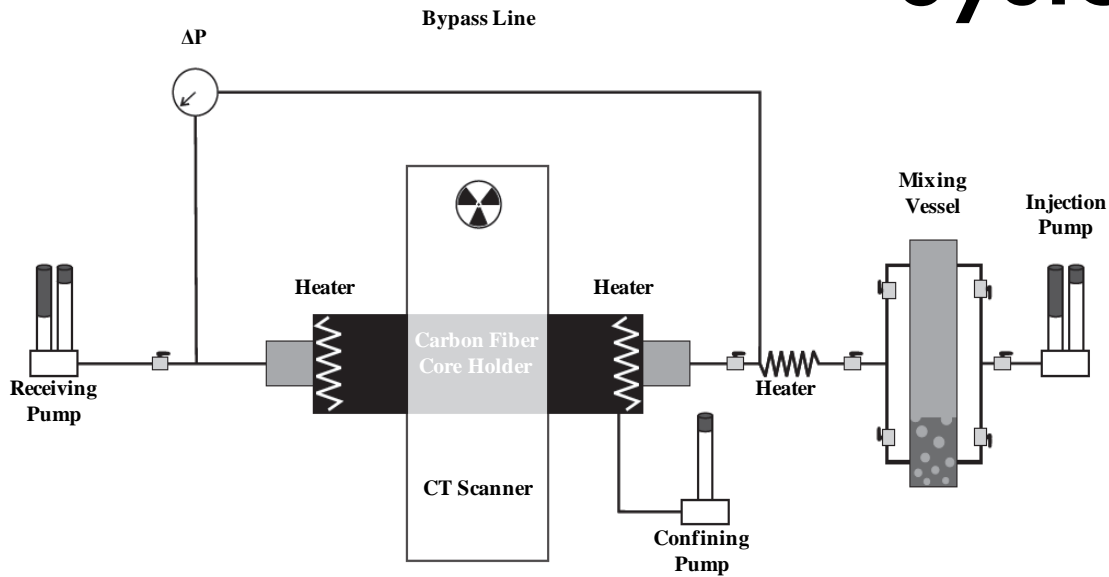 Bypass Line
ΔP
Mixing
Vessel
Injection
Pump
Heater
Heater
Carbon Fiber
Core Holder
Receiving
Pump
Heater
CT Scanner
Confining
Pump